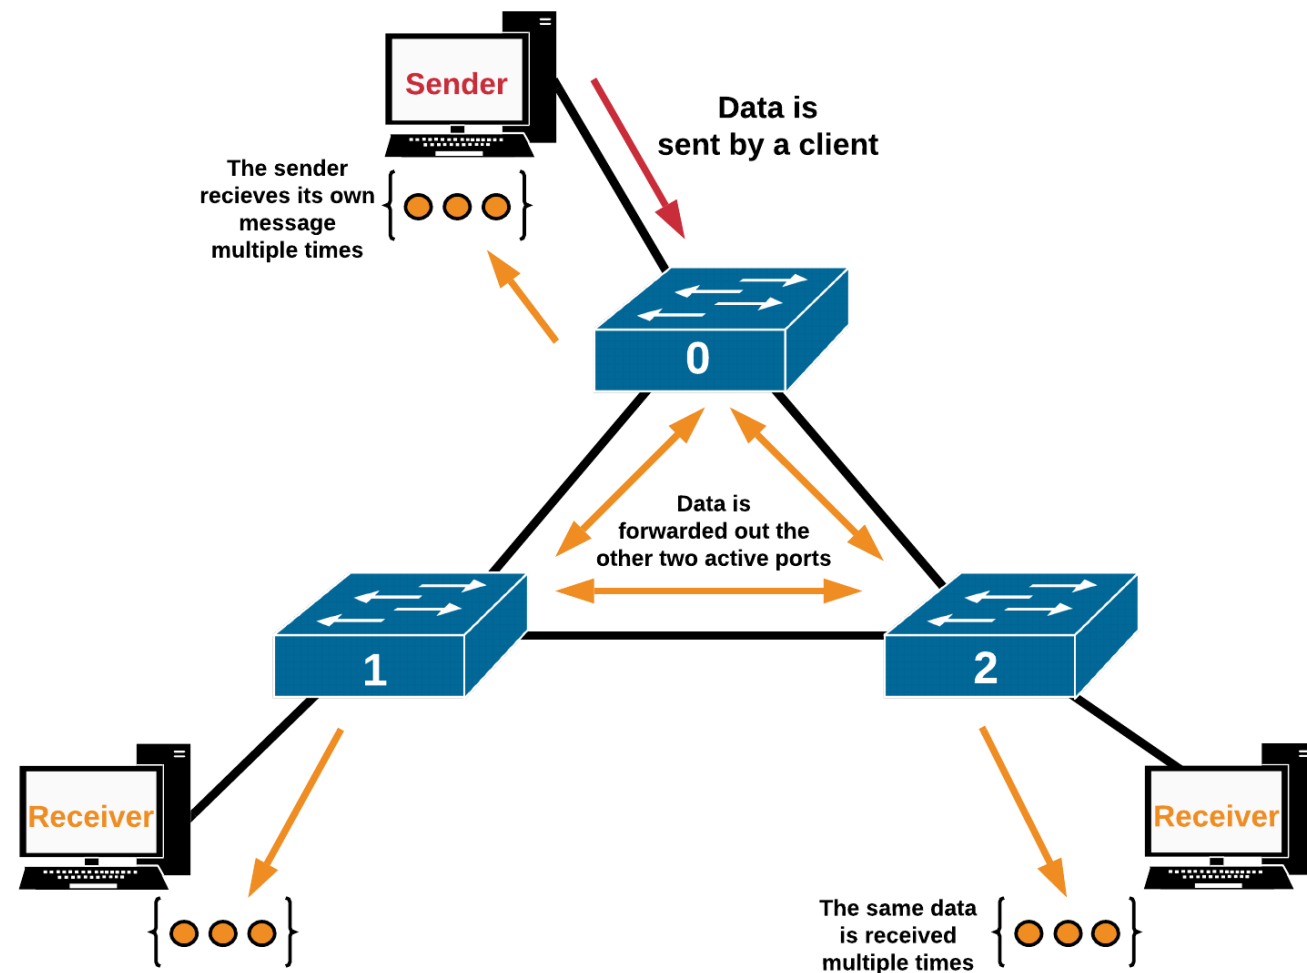 Sender
Data is
sent by a client
The sender
recieves its own
message
multiple times
0
Data is
forwarded out the
other two active ports
1
2
Receiver
Receiver
The same data
is received
multiple times